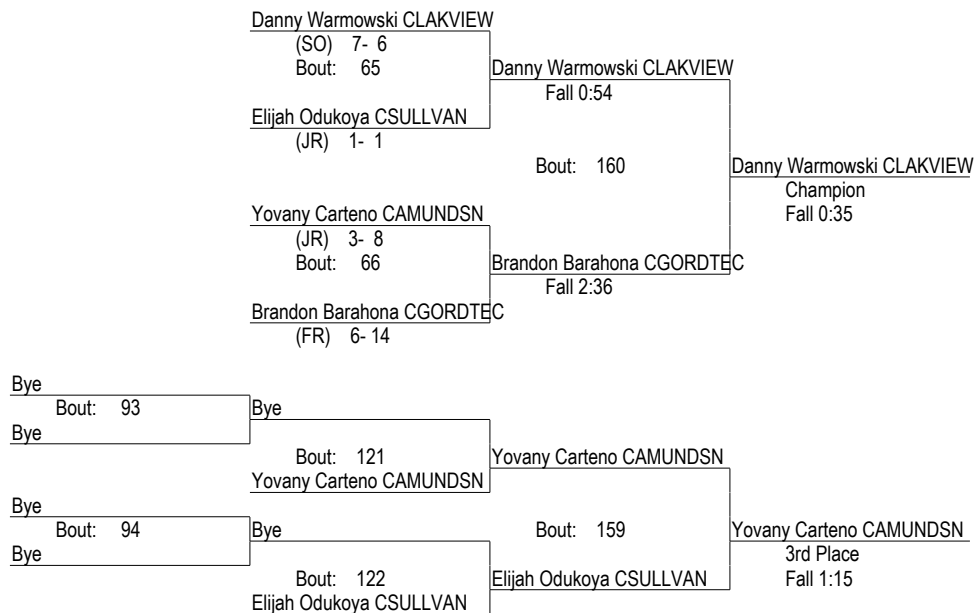 Danny Warmowski CLAKVIEW
(SO) 7- 6
Bout: 65
Danny Warmowski CLAKVIEW
Fall 0:54
Elijah Odukoya CSULLVAN
(JR) 1- 1
Bout: 160
Danny Warmowski CLAKVIEW
Champion
Fall 0:35
Yovany Carteno CAMUNDSN
(JR) 3- 8
Bout: 66
Brandon Barahona CGORDTEC
Fall 2:36
Brandon Barahona CGORDTEC
(FR) 6- 14
Bye
Bout: 93
Bye
Bye
Bout: 121
Yovany Carteno CAMUNDSN
Yovany Carteno CAMUNDSN
Bye
Bout: 94
Bye
Bye
Bout: 159
Yovany Carteno CAMUNDSN
3rd Place
Fall 1:15
Bout: 122
Elijah Odukoya CSULLVAN
Elijah Odukoya CSULLVAN